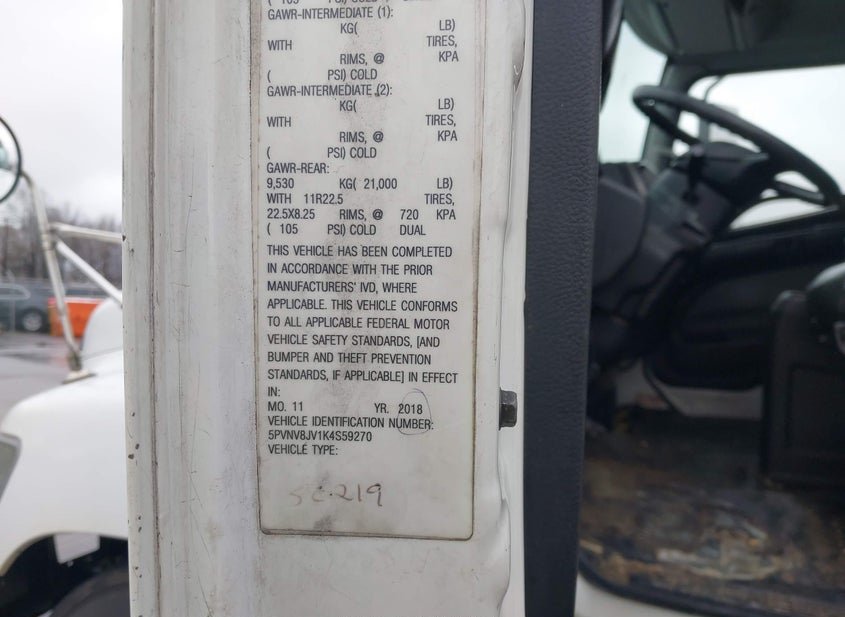 GAWR-INTERMEDIATE (1):
KG( LB)
WITH TIRES,
RIMS, @ KPA
( PSI) COLD
GAWR-INTERMEDIATE (2):
KG( LB)
WITH TIRES,
RIMS, @ KPA
( PSI) COLD
GAWR-REAR:
9,530 KG( 21,000 LB)
WITH 11R22.5 TIRES,
22.5X8.25 RIMS, @ 720 KPA
( 105 PSI) COLD DUAL
THIS VEHICLE HAS BEEN COMPLETED
IN ACCORDANCE WITH THE PRIOR
MANUFACTURERS' IVD, WHERE
APPLICABLE. THIS VEHICLE CONFORMS
TO ALL APPLICABLE FEDERAL MOTOR
VEHICLE SAFETY STANDARDS, [AND
BUMPER AND THEFT PREVENTION
STANDARDS, IF APPLICABLE] IN EFFECT
IN:
MO. 11 YR. 2018
VEHICLE IDENTIFICATION NUMBER:
5PVNV8JV1K4S59270
VEHICLE TYPE: